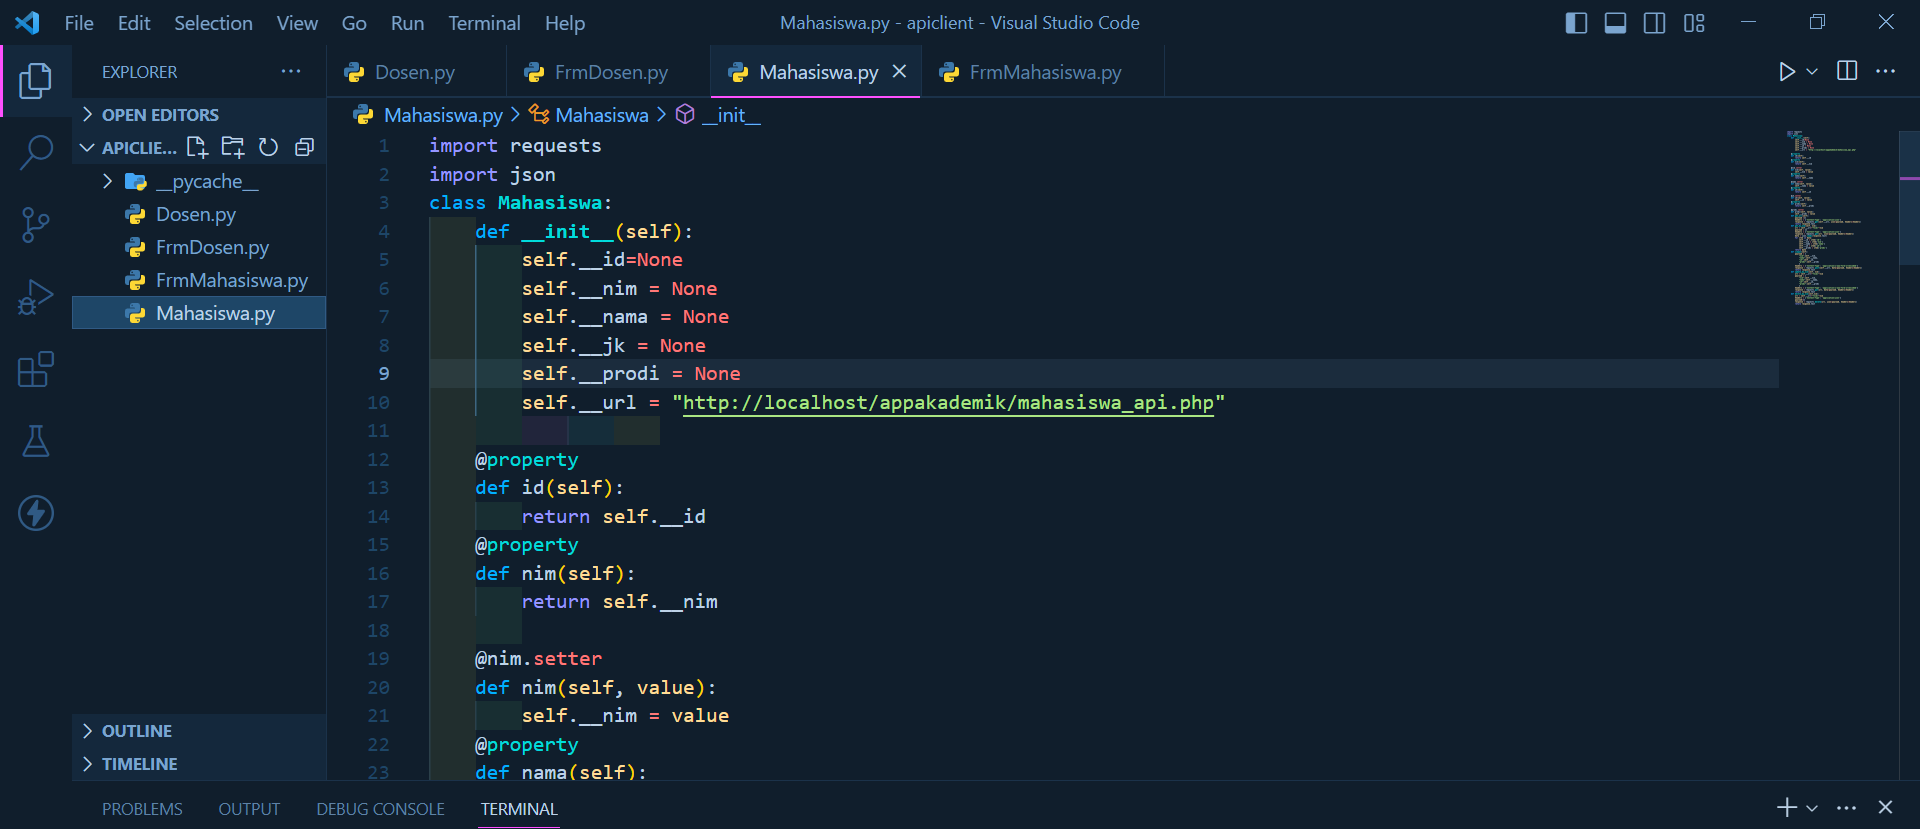 File Edit Selection View Go Run Terminal Help
Mahasiswa.py - apiclient - Visual Studio Code
EXPLORER
OPEN EDITORS
APICLIE...
__pycache__
Dosen.py
FrmDosen.py
FrmMahasiswa.py
Mahasiswa.py
OUTLINE
TIMELINE
Dosen.py FrmDosen.py Mahasiswa.py FrmMahasiswa.py
Mahasiswa.py > Mahasiswa > __init__
1 import requests
2 import json
3 class Mahasiswa:
4 def __init__(self):
5 self.__id=None
6 self.__nim = None
7 self.__nama = None
8 self.__jk = None
9 self.__prodi = None
10 self.__url = "http://localhost/appakademik/mahasiswa_api.php"
11
12 @property
13 def id(self):
14 return self.__id
15 @property
16 def nim(self):
17 return self.__nim
18
19 @nim.setter
20 def nim(self, value):
21 self.__nim = value
22 @property
23 def nama(self):
PROBLEMS OUTPUT DEBUG CONSOLE TERMINAL